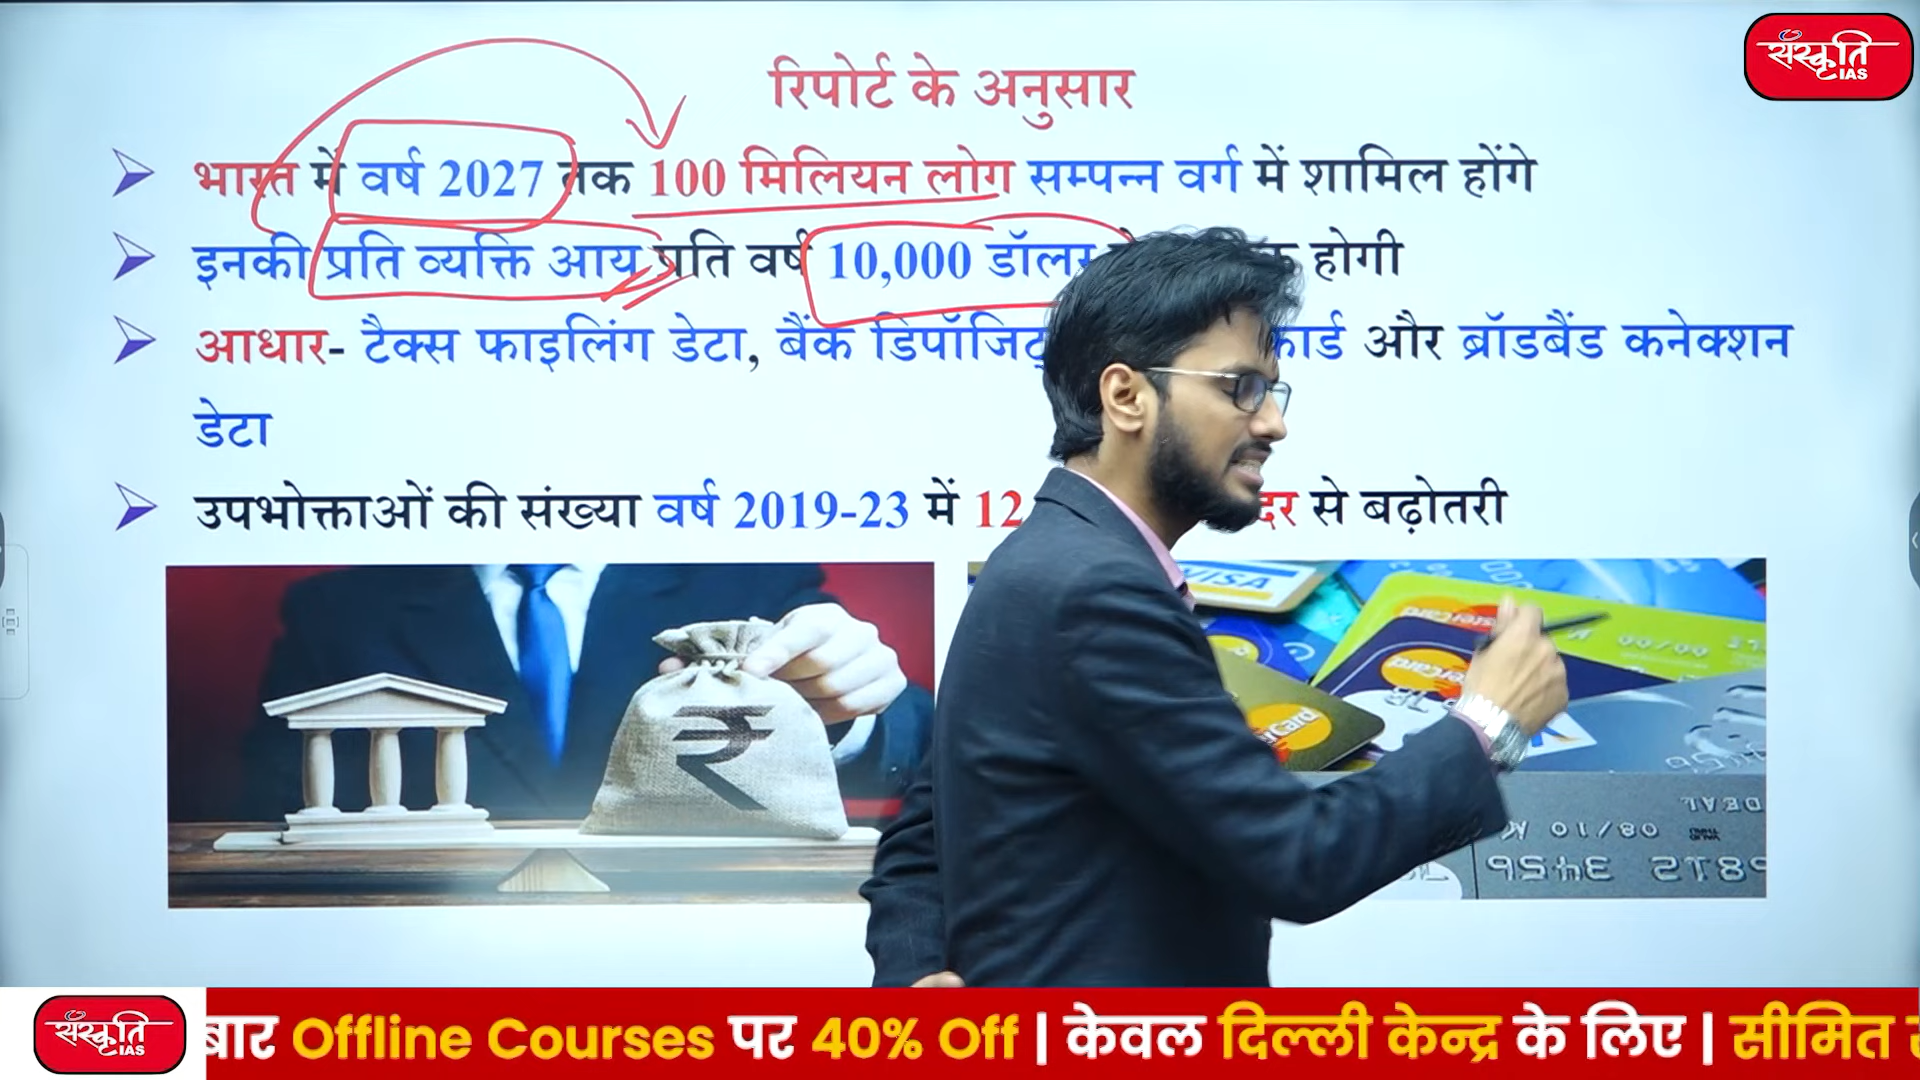 संस्कृति
IAS
रिपोर्ट के अनुसार
भारत में वर्ष 2027 तक 100 मिलियन लोग सम्पन्न वर्ग में शामिल होंगे
इनकी प्रति व्यक्ति आय प्रति वर्ष 10,000 डॉलर होगी
आधार- टैक्स फाइलिंग डेटा, बैंक डिपॉजिट और ब्रॉडबैंड कनेक्शन
डेटा
उपभोक्ताओं की संख्या वर्ष 2019-23 में 12 दर से बढ़ोतरी
VISA
MasterCard
संस्कृति
IAS
बार Offline Courses पर 40% Off | केवल दिल्ली केन्द्र के लिए | सीमित